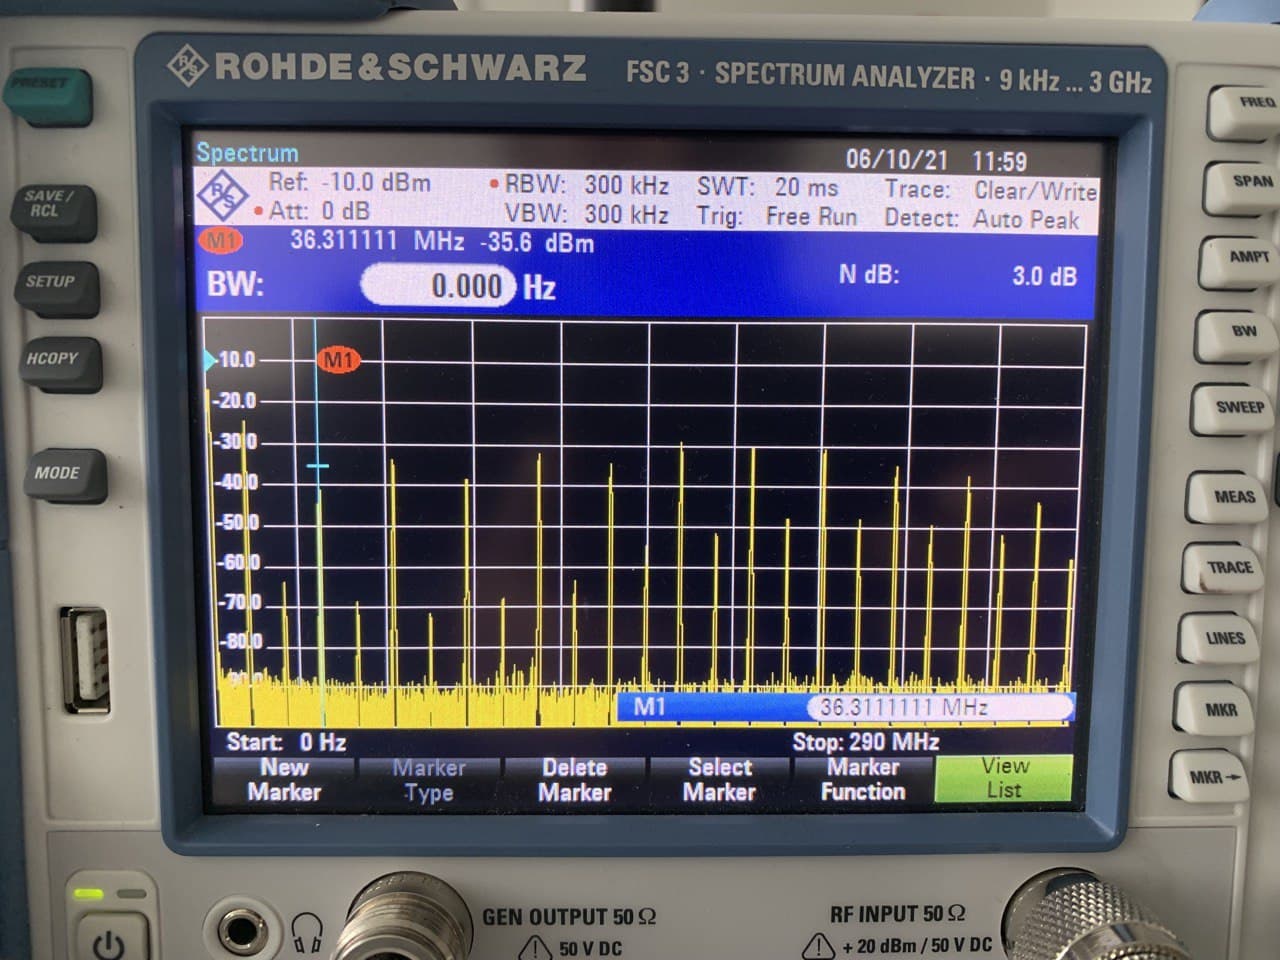 ROHDE&SCHWARZ FSC 3 · SPECTRUM ANALYZER · 9 kHz ... 3 GHz
PRESET
SAVE/
RCL
SETUP
HCOPY
MODE
Spectrum 06/10/21 11:59
Ref: -10.0 dBm RBW: 300 kHz SWT: 20 ms Trace: Clear/Write
Att: 0 dB VBW: 300 kHz Trig: Free Run Detect: Auto Peak
M1 36.311111 MHz -35.6 dBm
BW: 0.000 Hz N dB: 3.0 dB
M1
-10.0
-20.0
-30.0
-40.0
-50.0
-60.0
-70.0
-80.0
M1 36.3111111 MHz
Start: 0 Hz Stop: 290 MHz
New Marker
Marker Type
Delete Marker
Select Marker
Marker Function
View List
FREQ
SPAN
AMPT
BW
SWEEP
MEAS
TRACE
LINES
MKR
MKR→
GEN OUTPUT 50 Ω
50 V DC
RF INPUT 50 Ω
+ 20 dBm / 50 V DC